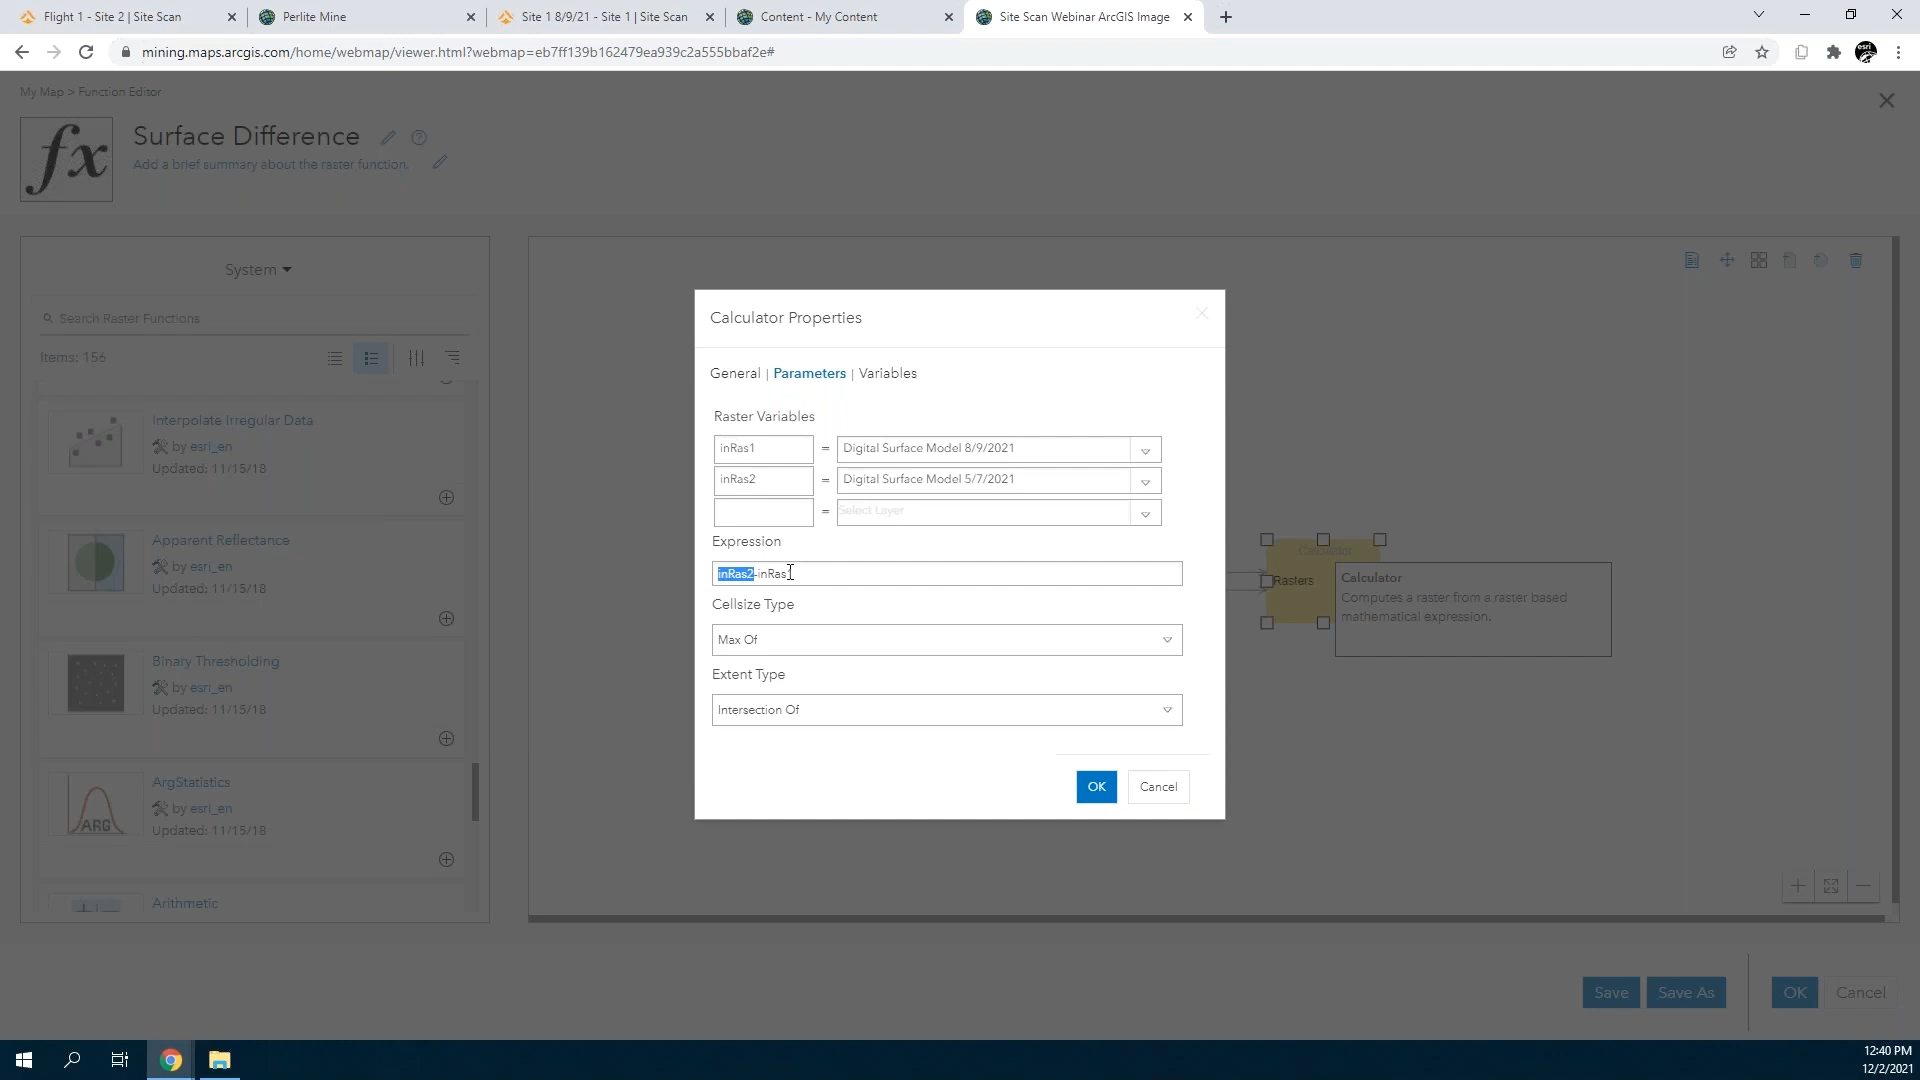 Flight 1 - Site 2 | Site Scan
Perlite Mine
Site 1 8/9/21 - Site 1 | Site Scan
Content - My Content
Site Scan Webinar ArcGIS Image
mining.maps.arcgis.com/home/webmap/viewer.html?webmap=eb7ff139b162479ea939c2a555bbaf2e#
esri
My Map > Function Editor
fx
Surface Difference
Add a brief summary about the raster function.
System
Search Raster Functions
Items: 156
Interpolate Irregular Data
by esri_en
Updated: 11/15/18
Apparent Reflectance
by esri_en
Updated: 11/15/18
Binary Thresholding
by esri_en
Updated: 11/15/18
ArgStatistics
ARG
by esri_en
Updated: 11/15/18
Arithmetic
Calculator Properties
General | Parameters | Variables
Raster Variables
inRas1 = Digital Surface Model 8/9/2021
inRas2 = Digital Surface Model 5/7/2021
= Select Layer
Expression
inRas2-inRas1
Cellsize Type
Max Of
Extent Type
Intersection Of
OK
Cancel
Calculator
Rasters
Calculator
Computes a raster from a raster based
mathematical expression.
Save
Save As
OK
Cancel
12:40 PM
12/2/2021